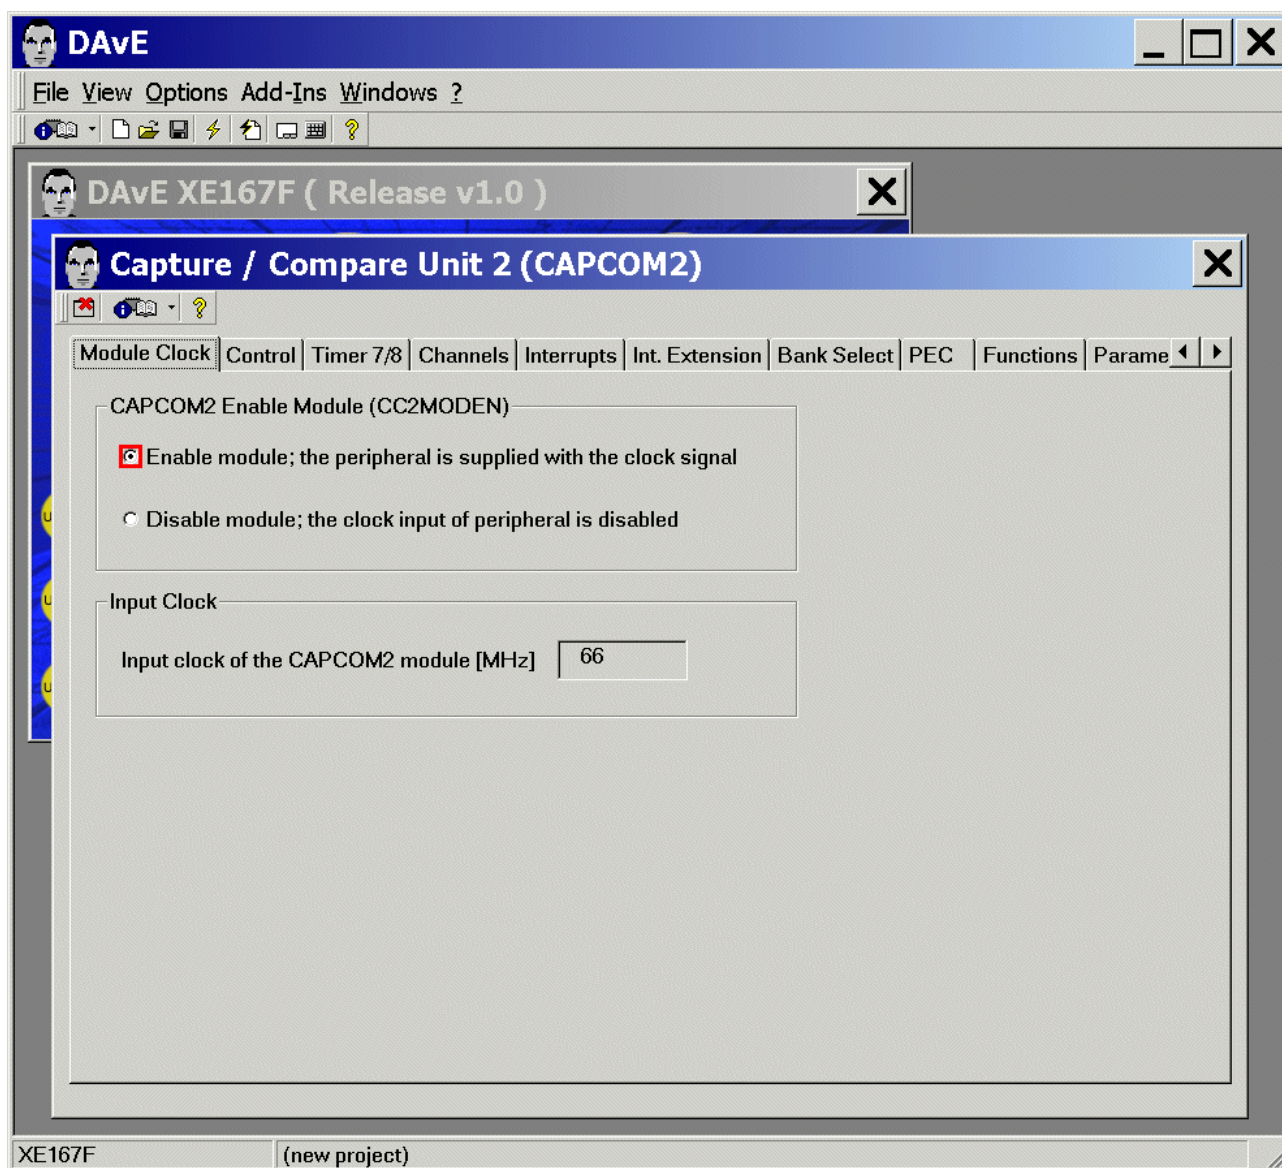 DAvE
File View Options Add-Ins Windows ?
DAvE XE167F ( Release v1.0 )
Capture / Compare Unit 2 (CAPCOM2)
Module Clock Control Timer 7/8 Channels Interrupts Int. Extension Bank Select PEC Functions Parame
CAPCOM2 Enable Module (CC2MODEN)
Enable module; the peripheral is supplied with the clock signal
Disable module; the clock input of peripheral is disabled
Input Clock
Input clock of the CAPCOM2 module [MHz] 66
XE167F (new project)